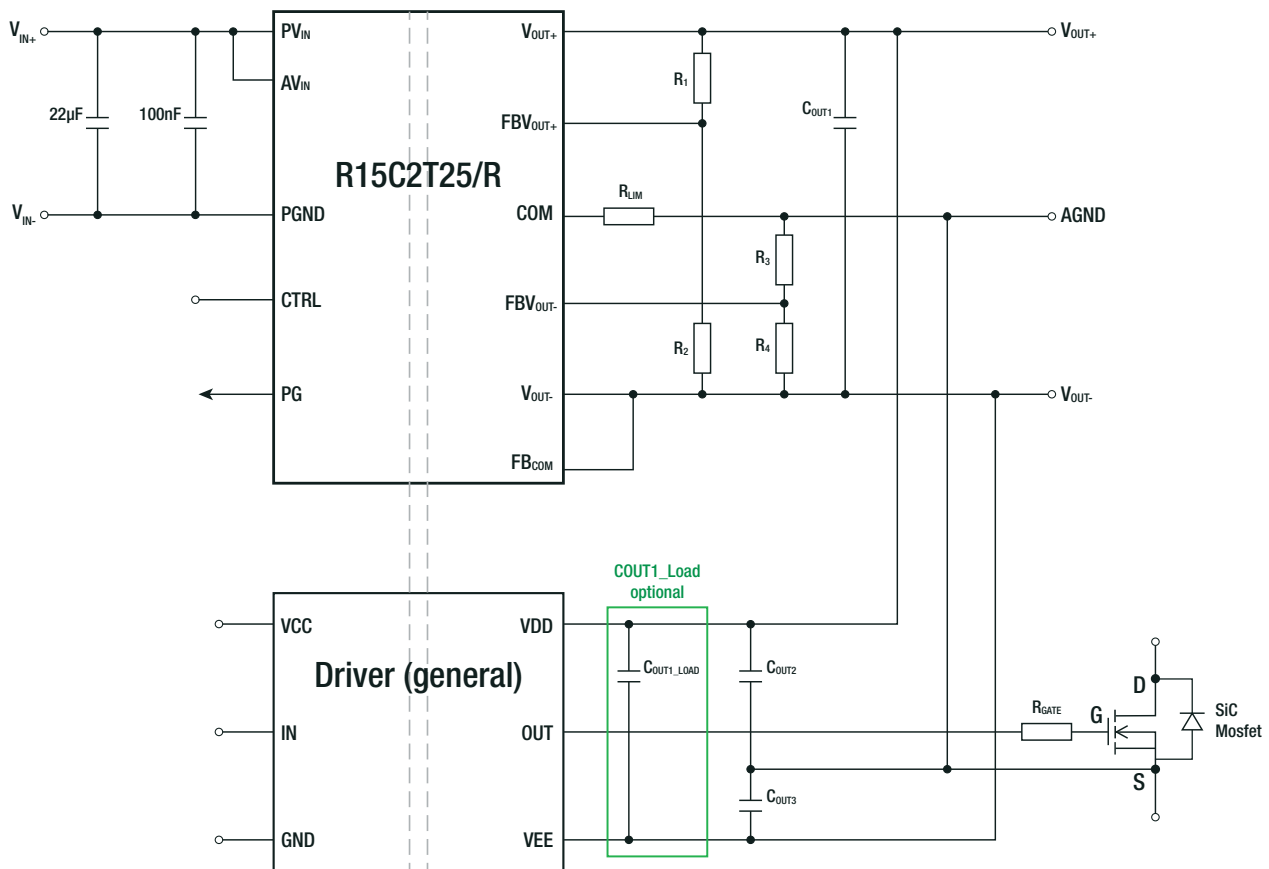 VIN+
PVIN
VOUT+
VOUT+
AVIN
R1
22µF
100nF
COUT1
FBVOUT+
R15C2T25/R
RLIM
VIN-
PGND
COM
AGND
R3
CTRL
FBVOUT-
R2
R4
PG
VOUT-
VOUT-
FBCOM
COUT1_Load
optional
VCC
VDD
Driver (general)
COUT1_LOAD
COUT2
D
RGATE
G
SiC
Mosfet
IN
OUT
S
COUT3
GND
VEE